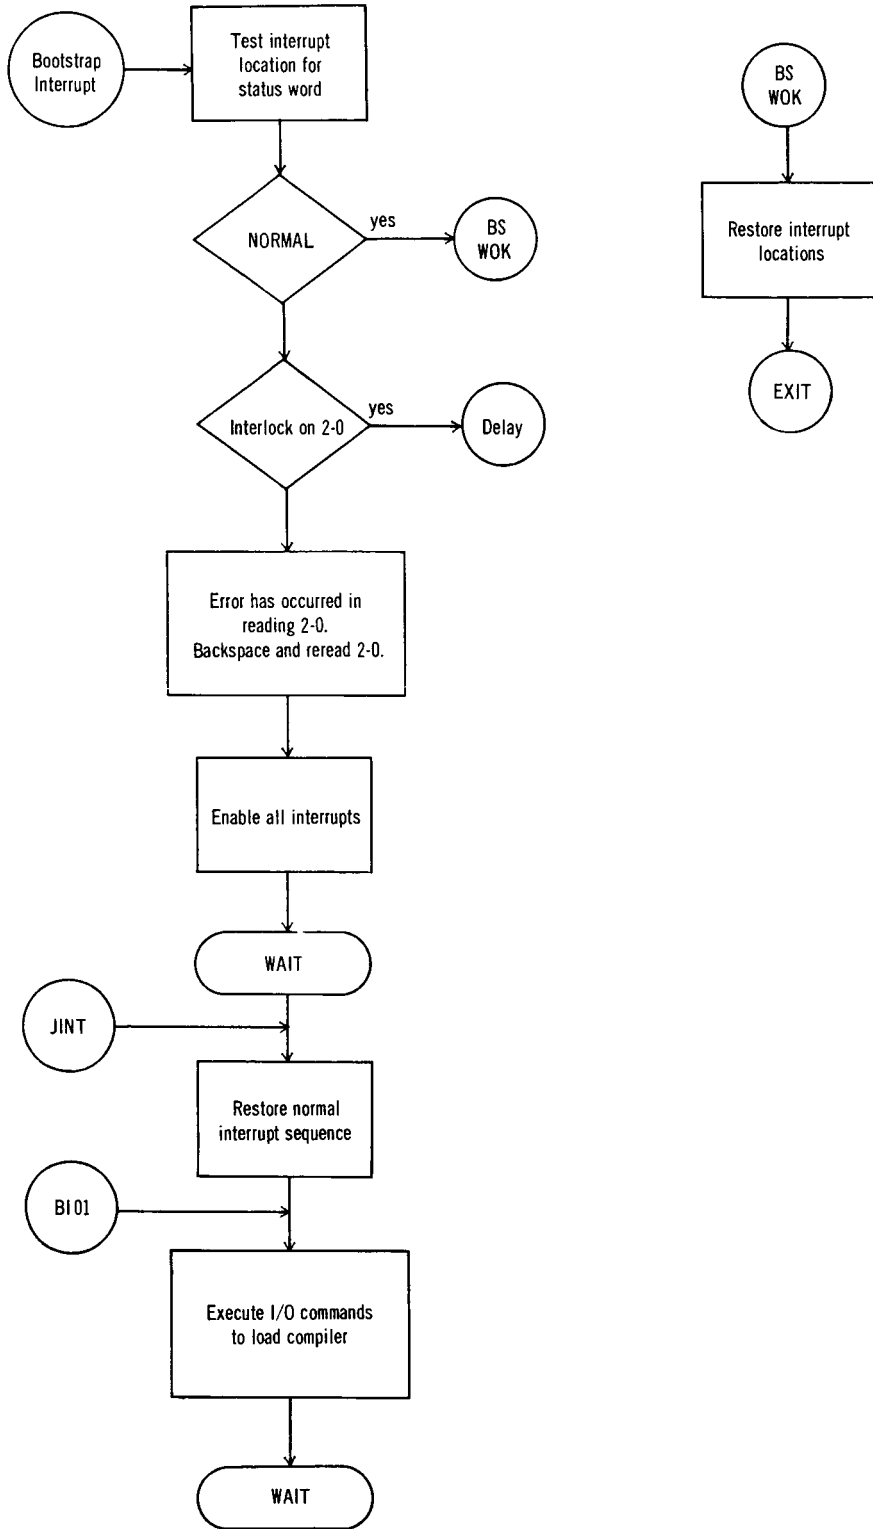 Bootstrap
Interrupt
Test interrupt
location for
status word
NORMAL
yes
BS
WOK
Interlock on 2-0
yes
Delay
Error has occurred in
reading 2-0.
Backspace and reread 2-0.
Enable all interrupts
WAIT
JINT
Restore normal
interrupt sequence
BI01
Execute I/O commands
to load compiler
WAIT
BS
WOK
Restore interrupt
locations
EXIT